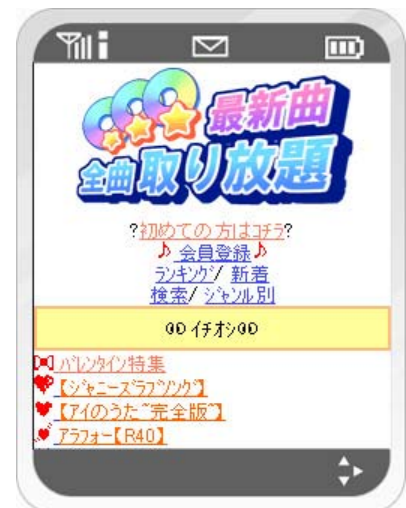 最新曲
全曲取り放題
?初めての方はｺﾁﾗ?
♪ 会員登録♪
ﾗﾝｷﾝｸﾞ/ 新着
検索/ ｼﾞｬﾝﾙ別
ｲﾁｵｼ
ﾊﾞﾚﾝﾀｲﾝ特集
【ｼﾞｬﾆｰｽﾞﾗﾌﾞｿﾝｸﾞ】
【ｱｲのうた~完全版~】
ｱﾗﾌｫｰ【R40】